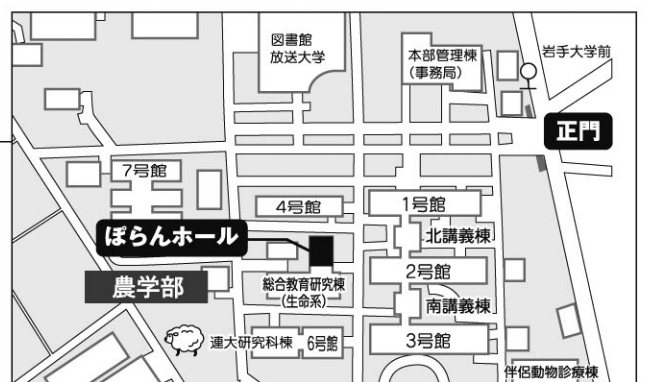 図書館
放送大学
本部管理棟
（事務局）
岩手大学前
正門
7号館
4号館
1号館
ぽらんホール
北講義棟
農学部
総合教育研究棟
（生命系）
2号館
南講義棟
連大研究科棟
6号館
3号館
伴侶動物診療棟